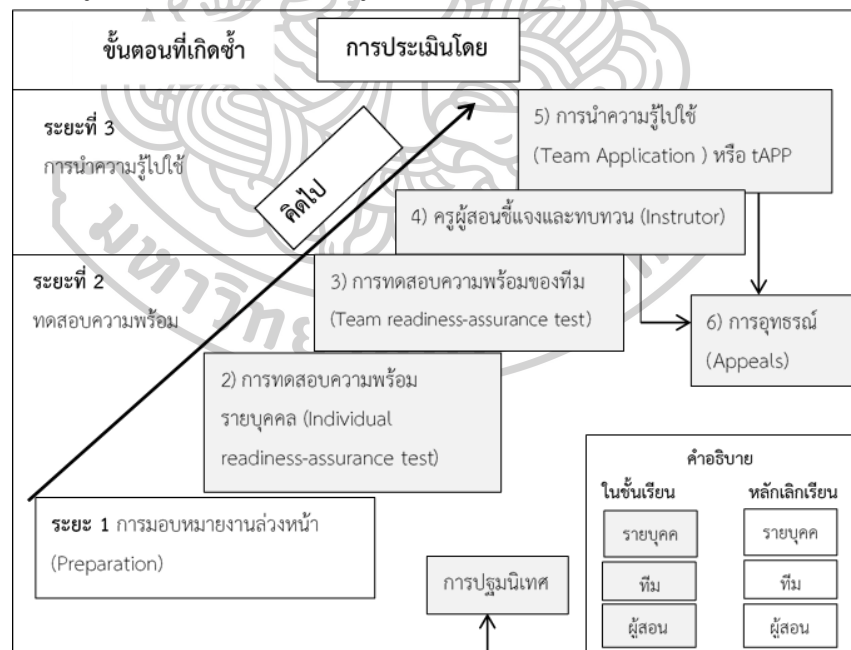 ขั้นตอนที่เกิดซ้ำ
การประเมินโดย
ระยะที่ 3
การนำความรู้ไปใช้
คิดไป
5) การนำความรู้ไปใช้
(Team Application ) หรือ tAPP
4) ครูผู้สอนชี้แจงและทบทวน (Instrutor)
ระยะที่ 2
ทดสอบความพร้อม
3) การทดสอบความพร้อมของทีม
(Team readiness-assurance test)
6) การอุทธรณ์
(Appeals)
2) การทดสอบความพร้อม
รายบุคคล (Individual
readiness-assurance test)
ระยะ 1 การมอบหมายงานล่วงหน้า
(Preparation)
การปฐมนิเทศ
คำอธิบาย
ในชั้นเรียน
หลักเลิกเรียน
รายบุคค
รายบุคค
ทีม
ทีม
ผู้สอน
ผู้สอน